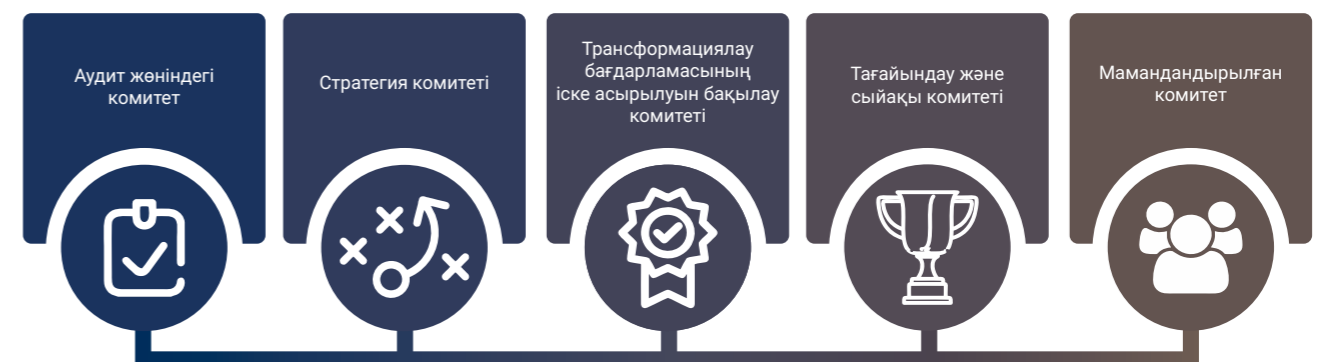 Аудит жөніндегі
комитет
Стратегия комитеті
Трансформациялау
бағдарламасының
іске асырылуын бақылау
комитеті
Тағайындау және
сыйақы комитеті
Мамандандырылған
комитет